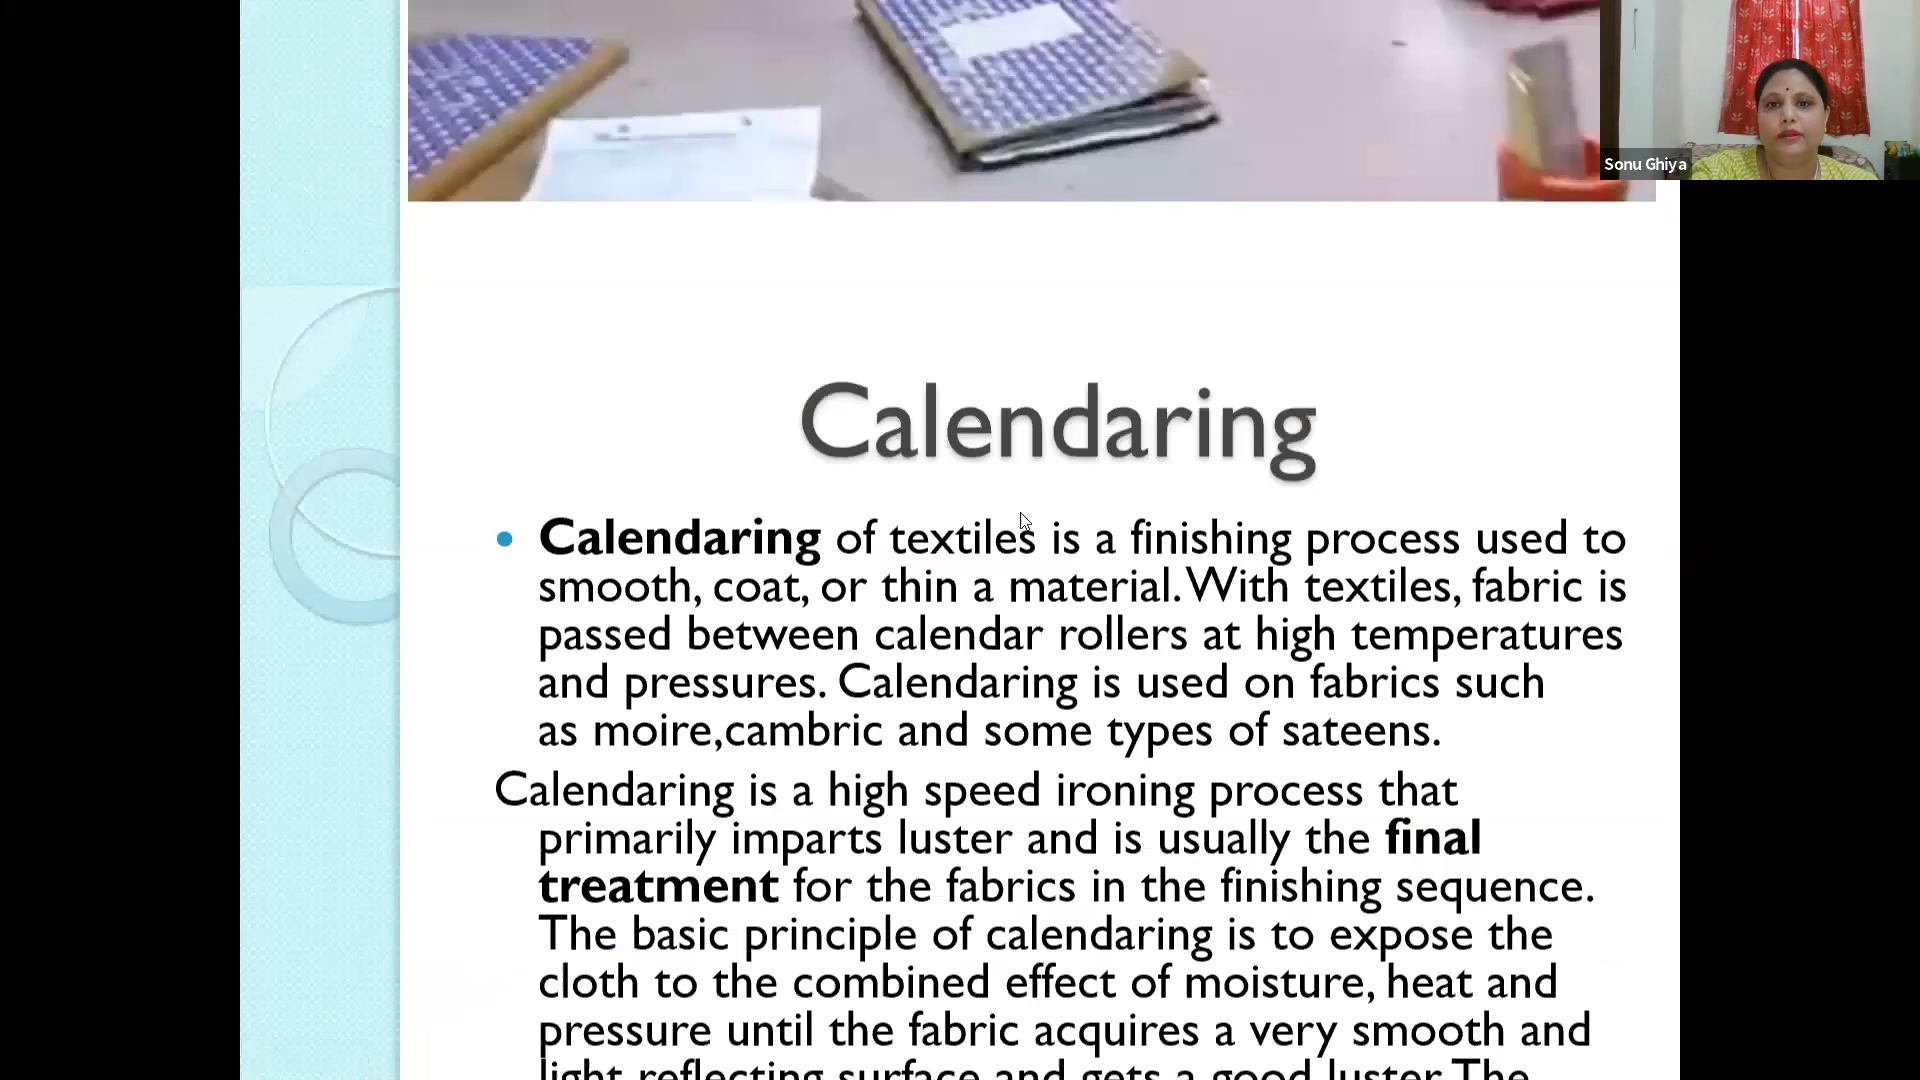 Sonu Ghiya
Calendaring
• Calendaring of textiles is a finishing process used to
smooth, coat, or thin a material. With textiles, fabric is
passed between calendar rollers at high temperatures
and pressures. Calendaring is used on fabrics such
as moire,cambric and some types of sateens.
Calendaring is a high speed ironing process that
primarily imparts luster and is usually the final
treatment for the fabrics in the finishing sequence.
The basic principle of calendaring is to expose the
cloth to the combined effect of moisture, heat and
pressure until the fabric acquires a very smooth and
light reflecting surface and gets a good luster. The